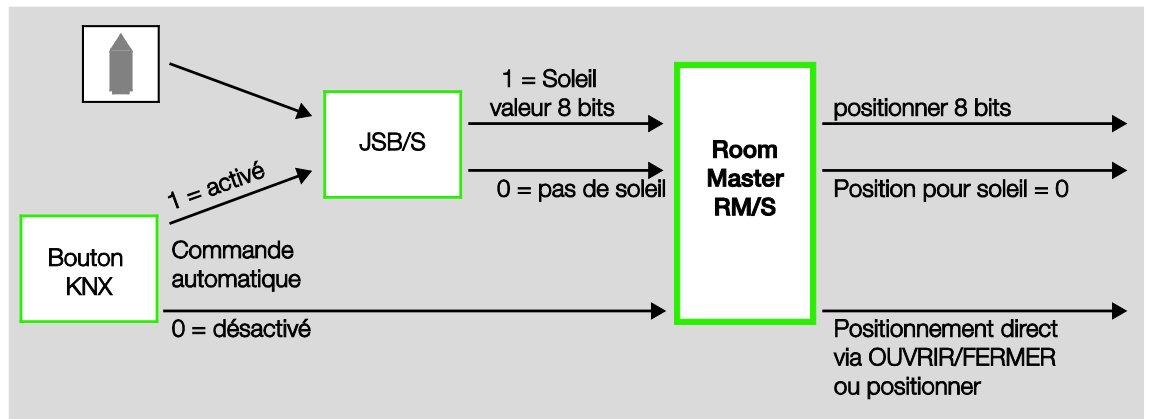 1 = Soleil
valeur 8 bits
positionner 8 bits
JSB/S
Room
Master
RM/S
1 = activé
0 = pas de soleil
Position pour soleil = 0
Bouton
KNX
Commande
automatique
0 = désactivé
Positionnement direct
via OUVRIR/FERMER
ou positionner